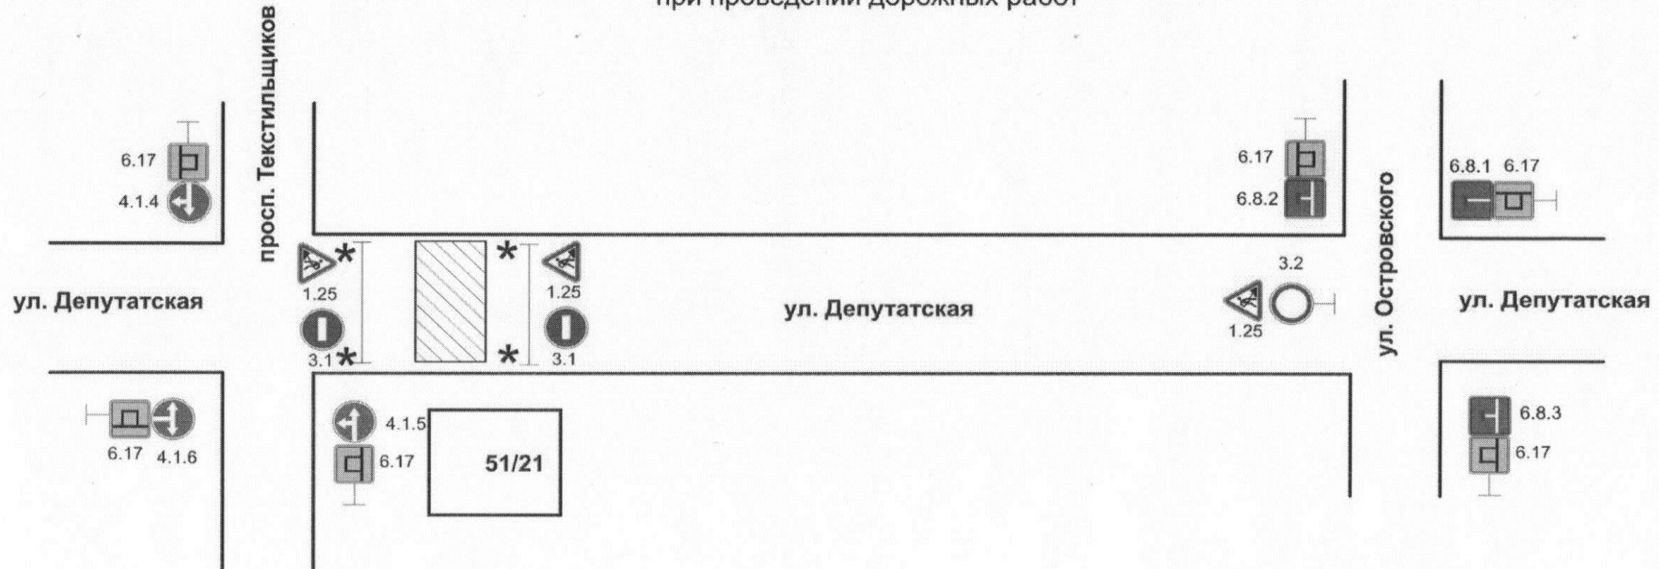 при проведении дорожных работ
просп. Текстильщиков
6.17
4.1.4
6.17
6.8.2
6.8.1 6.17
ул. Островского
ул. Депутатская
1.25
3.1
1.25
3.1
ул. Депутатская
3.2
1.25
ул. Депутатская
6.17 4.1.6
4.1.5
6.17
51/21
6.8.3
6.17